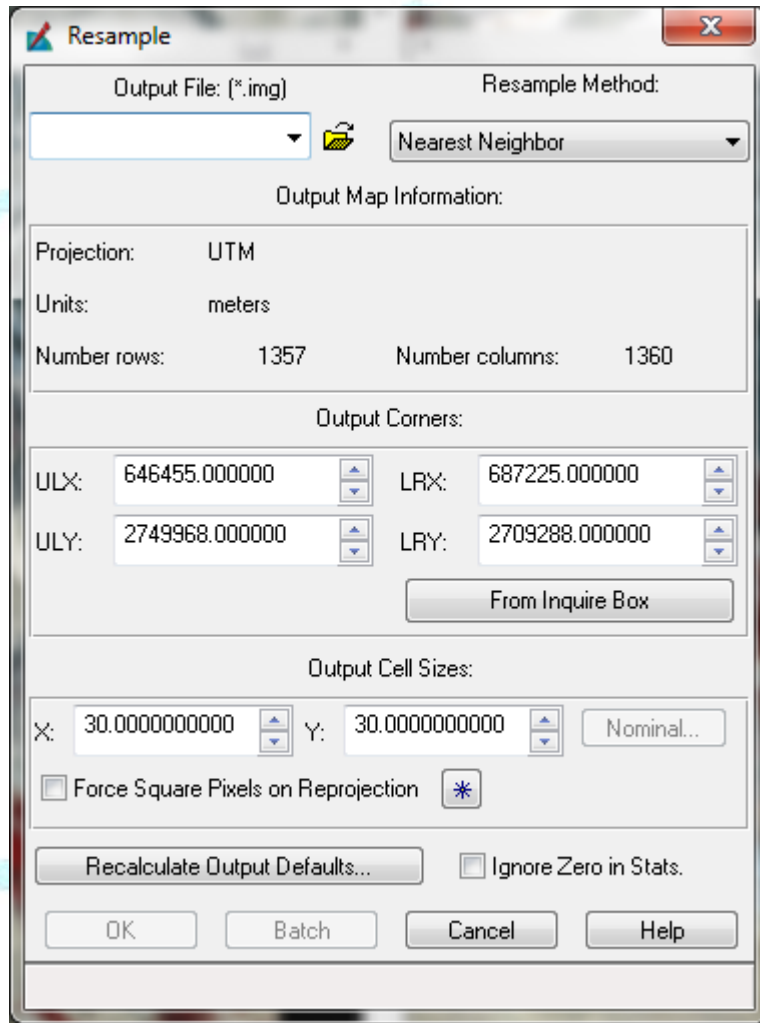 Resample
Output File: (*.img) Resample Method:
Nearest Neighbor
Output Map Information:
Projection: UTM
Units: meters
Number rows: 1357 Number columns: 1360
Output Corners:
ULX: 646455.000000 LRX: 687225.000000
ULY: 2749968.000000 LRY: 2709288.000000
From Inquire Box
Output Cell Sizes:
X: 30.0000000000 Y: 30.0000000000 Nominal...
Force Square Pixels on Reprojection
Recalculate Output Defaults... Ignore Zero in Stats.
OK Batch Cancel Help